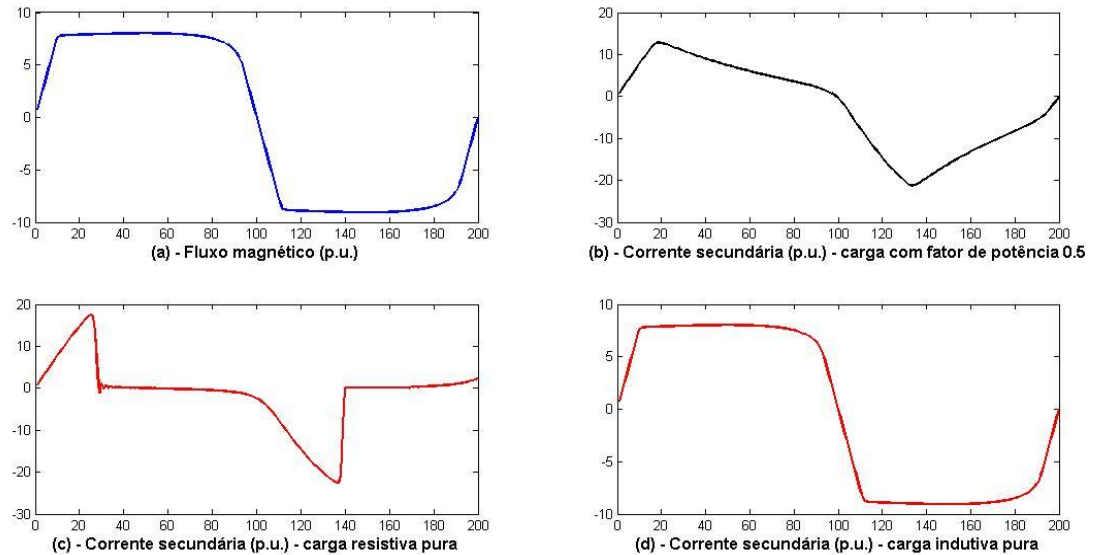 10
5
0
-5
-10
0 20 40 60 80 100 120 140 160 180 200
(a) - Fluxo magnético (p.u.)
20
10
0
-10
-20
-30
0 20 40 60 80 100 120 140 160 180 200
(b) - Corrente secundária (p.u.) - carga com fator de potência 0.5
20
10
0
-10
-20
-30
0 20 40 60 80 100 120 140 160 180 200
(c) - Corrente secundária (p.u.) - carga resistiva pura
10
5
0
-5
-10
0 20 40 60 80 100 120 140 160 180 200
(d) - Corrente secundária (p.u.) - carga indutiva pura